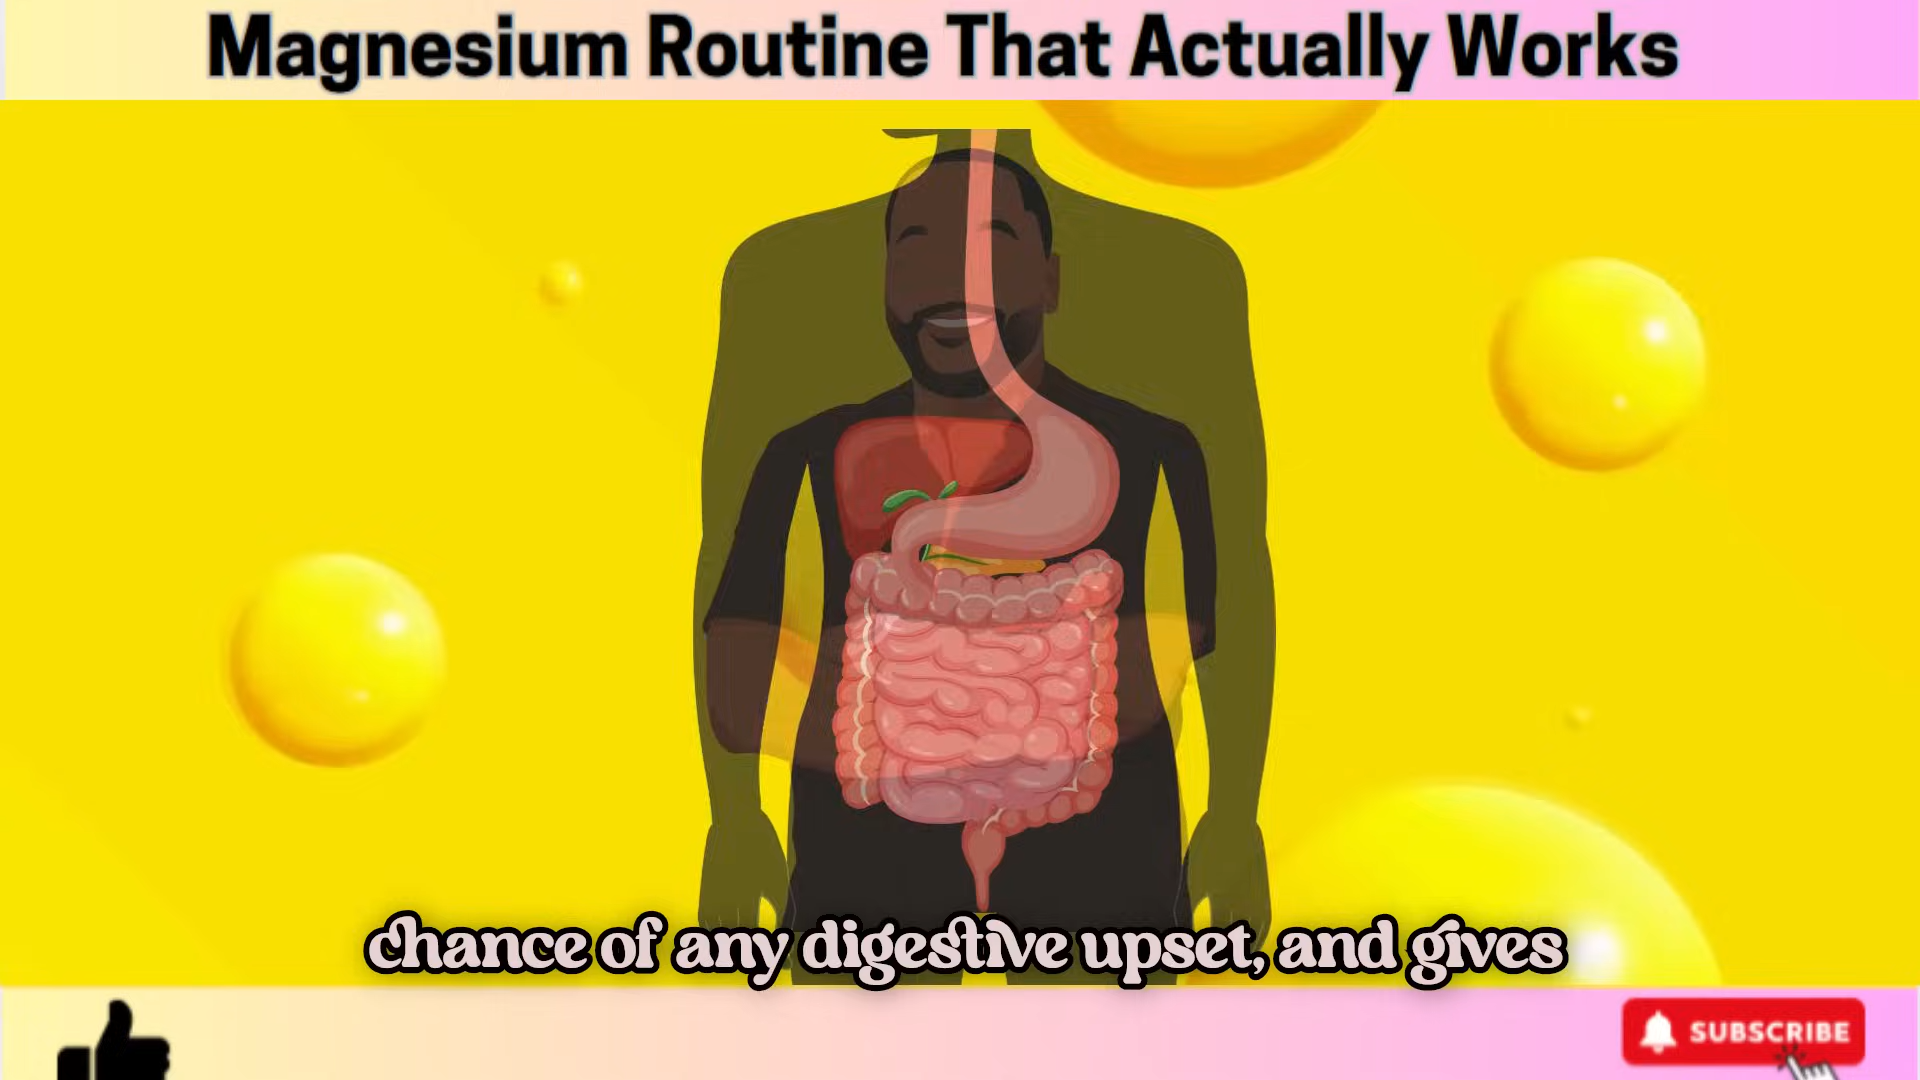 Magnesium Routine That Actually Works
chance of any digestive upset, and gives
SUBSCRIBE